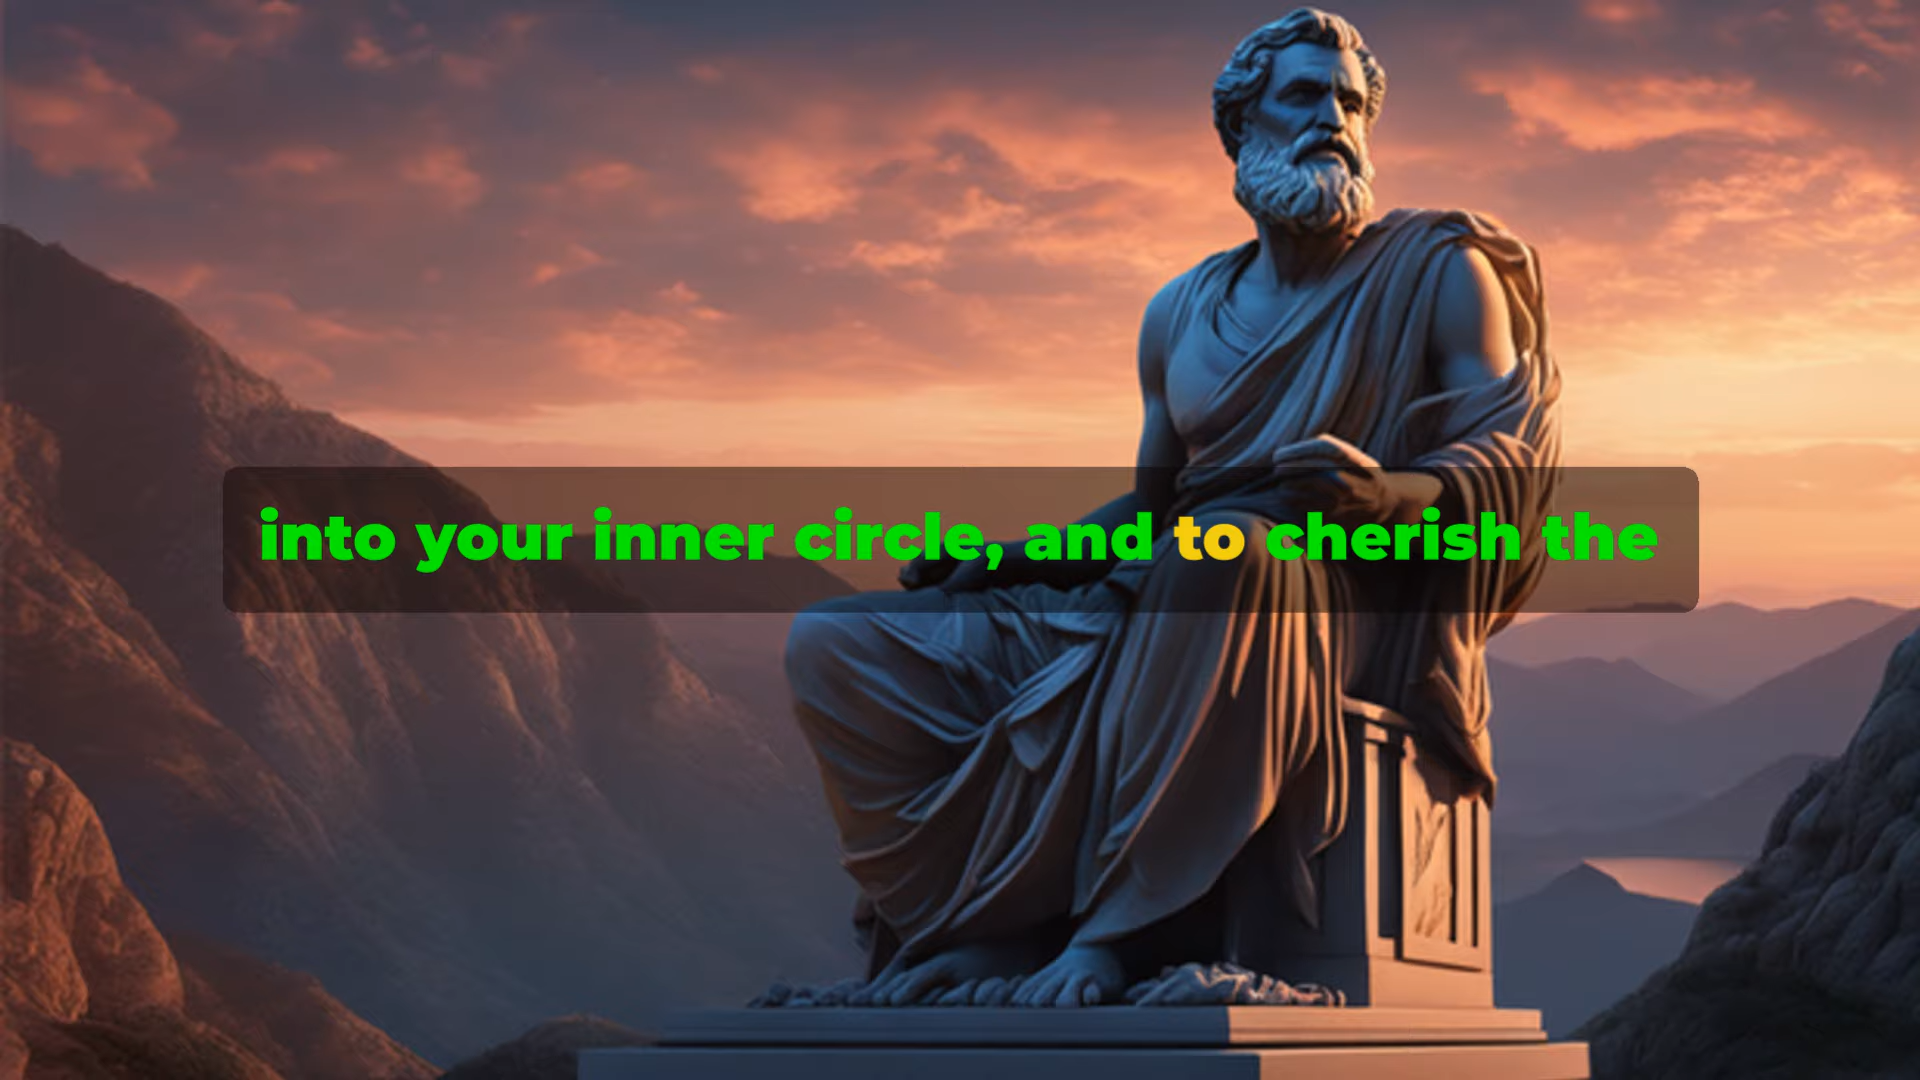 into your inner circle, and to cherish the